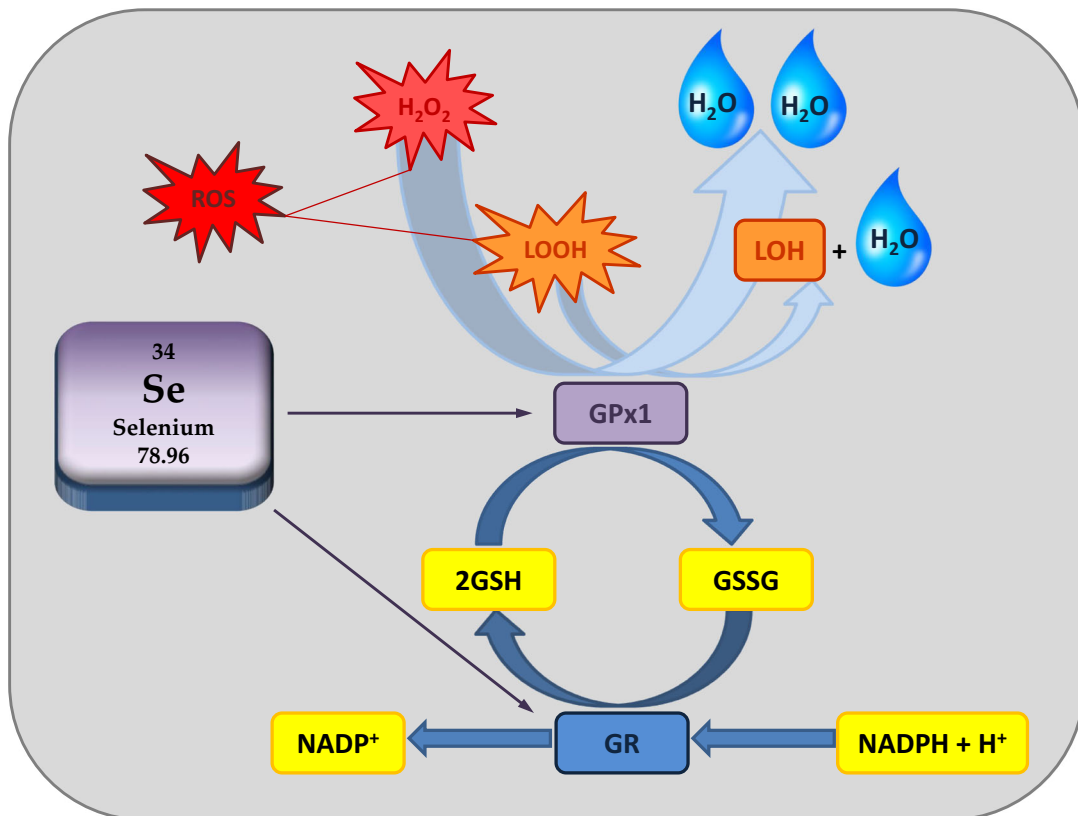 H₂O₂
H₂O
H₂O
ROS
LOOH
LOH + H₂O
34
Se
Selenium
78.96
GPx1
2GSH
GSSG
NADP⁺
GR
NADPH + H⁺